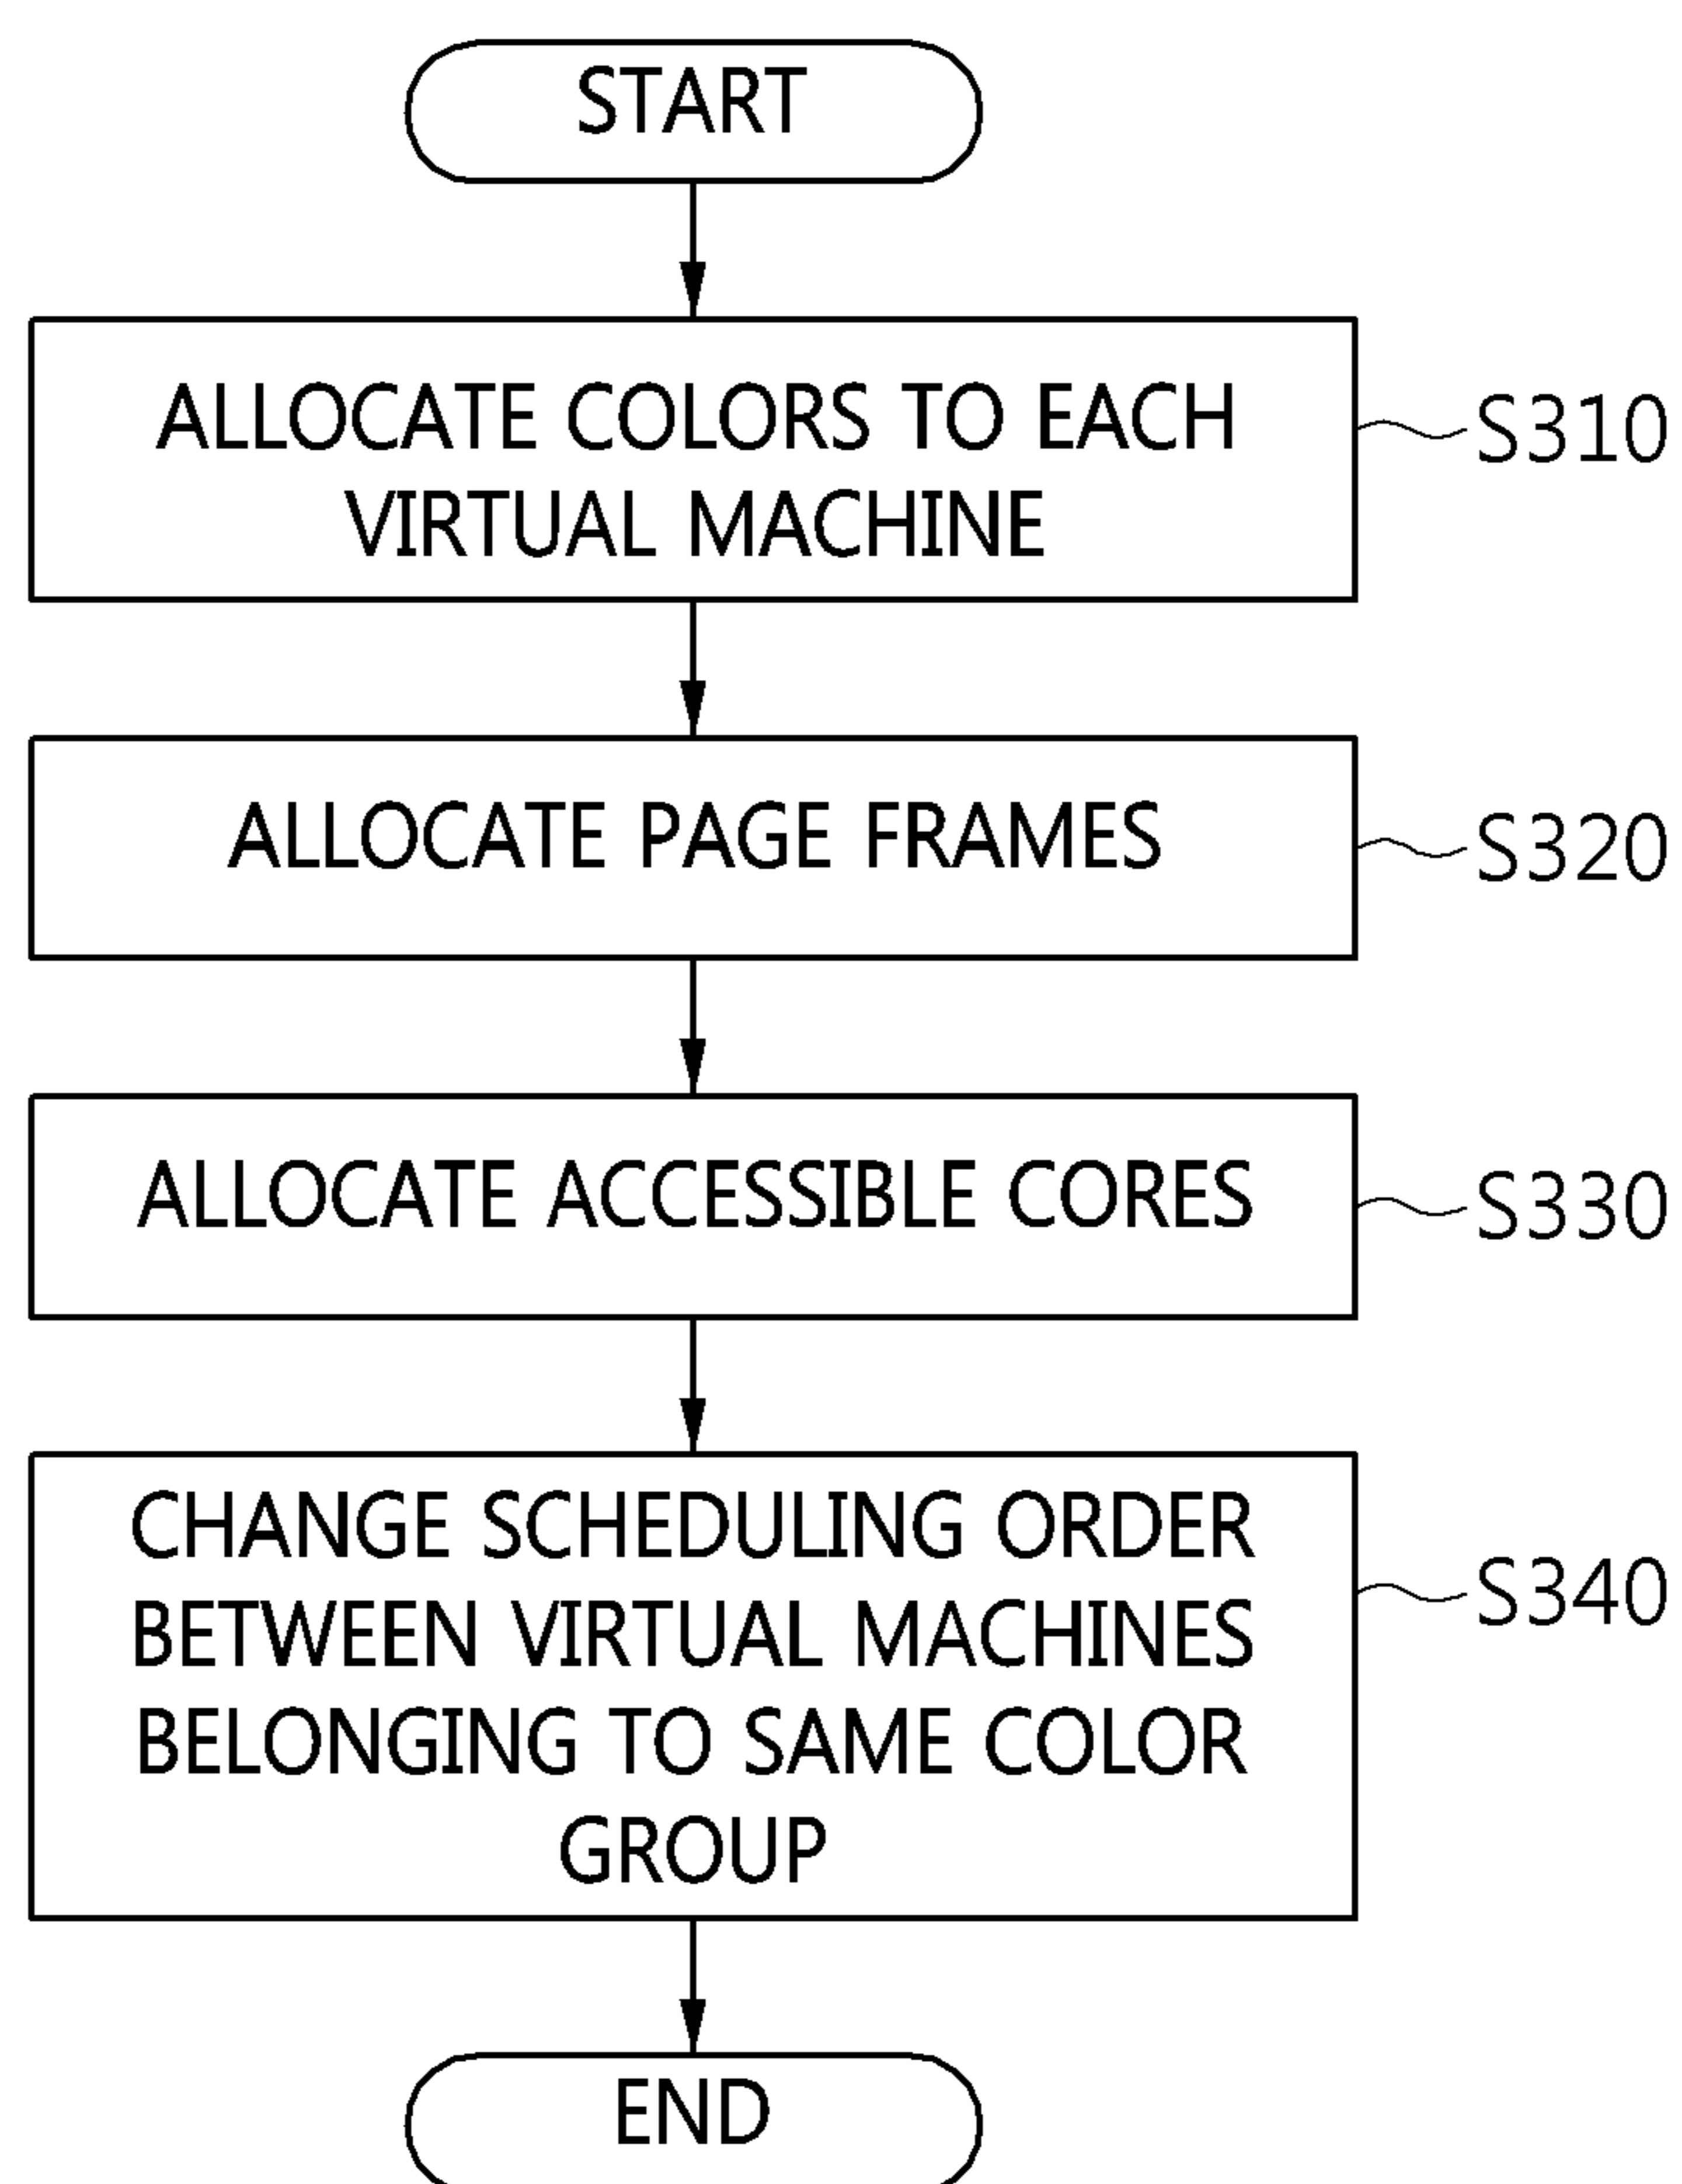 START
ALLOCATE COLORS TO EACH
VIRTUAL MACHINE
S310
ALLOCATE PAGE FRAMES
S320
ALLOCATE ACCESSIBLE CORES
S330
CHANGE SCHEDULING ORDER
BETWEEN VIRTUAL MACHINES
BELONGING TO SAME COLOR
GROUP
S340
END